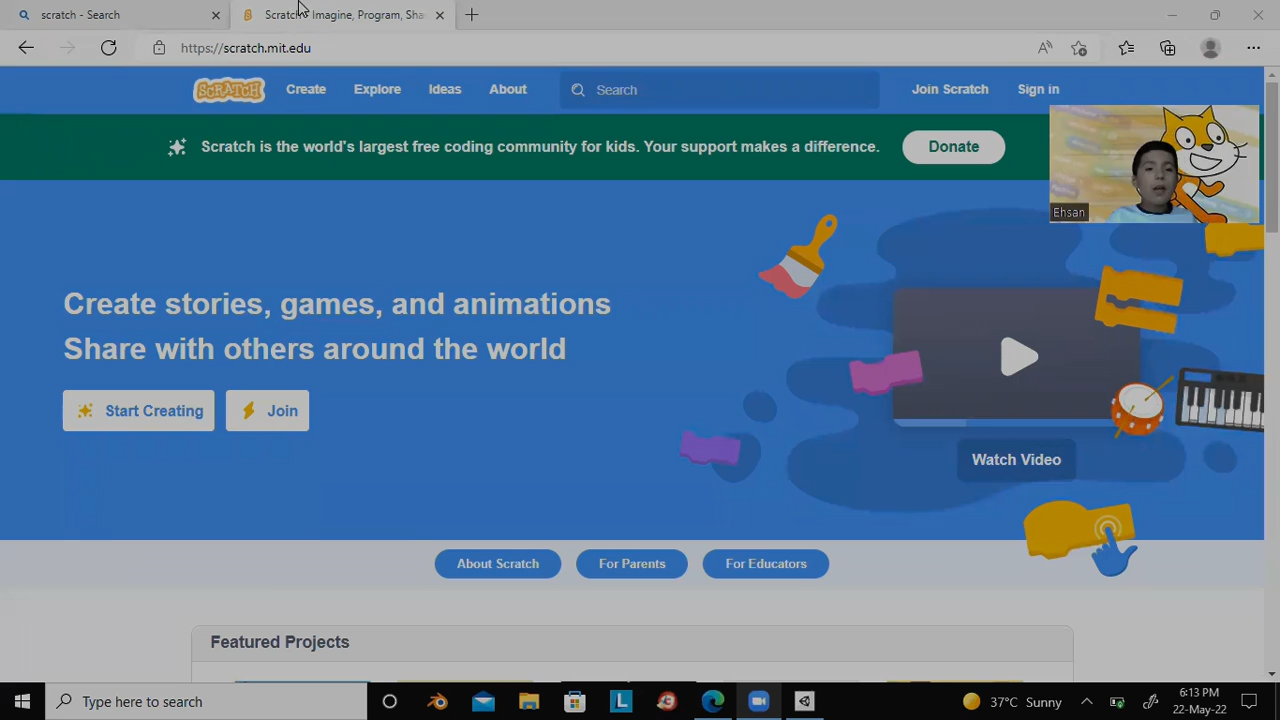 scratch - Search
Scratch - Imagine, Program, Sha
https://scratch.mit.edu
SCRATCH
Create
Explore
Ideas
About
Search
Join Scratch
Sign in
Scratch is the world's largest free coding community for kids. Your support makes a difference.
Donate
Ehsan
Create stories, games, and animations
Share with others around the world
Start Creating
Join
Watch Video
About Scratch
For Parents
For Educators
Featured Projects
Type here to search
L
37°C Sunny
6:13 PM
22-May-22